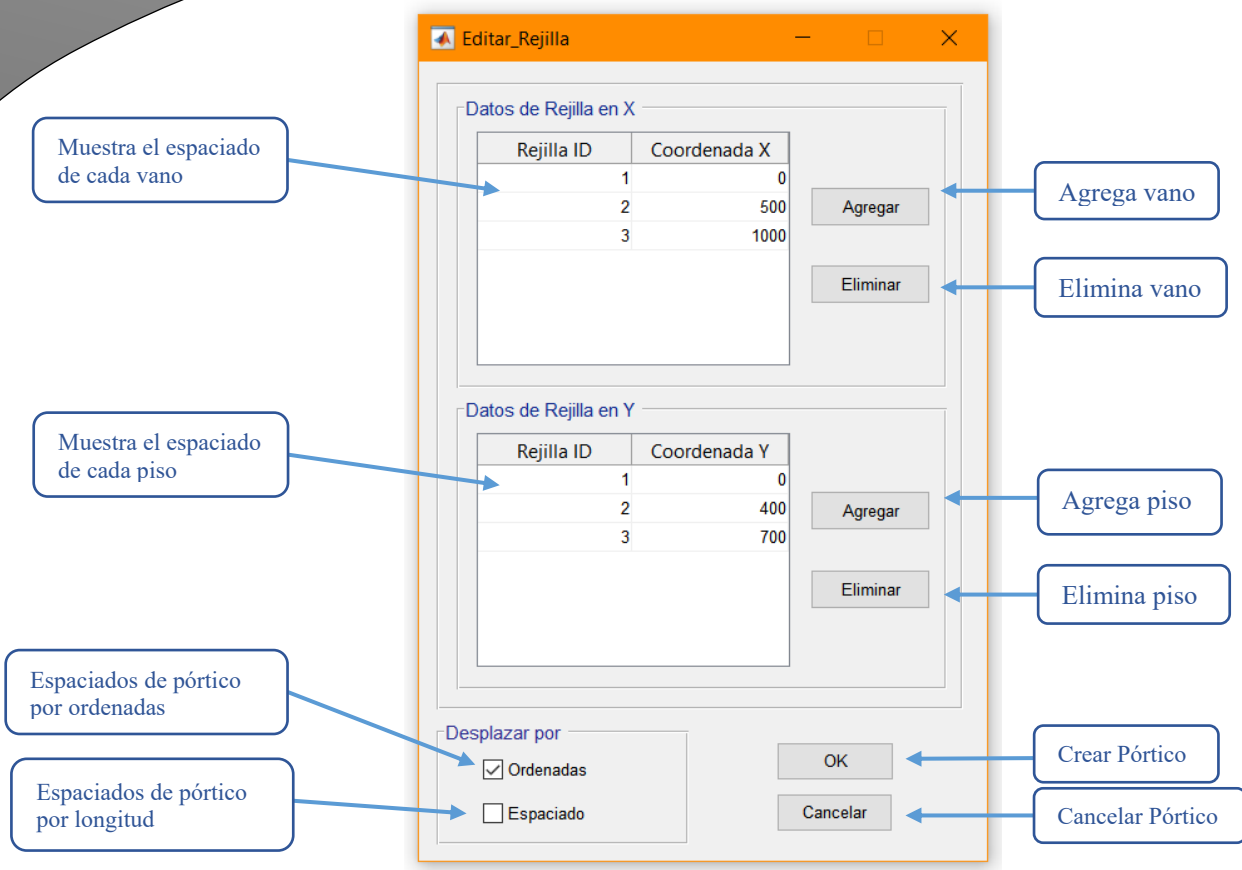 Editar_Rejilla
Datos de Rejilla en X
Rejilla ID Coordenada X
1 0
2 500
3 1000
Agregar
Eliminar
Muestra el espaciado
de cada vano
Agrega vano
Elimina vano
Datos de Rejilla en Y
Rejilla ID Coordenada Y
1 0
2 400
3 700
Agregar
Eliminar
Muestra el espaciado
de cada piso
Agrega piso
Elimina piso
Espaciados de pórtico
por ordenadas
Espaciados de pórtico
por longitud
Desplazar por
Ordenadas
Espaciado
OK
Cancelar
Crear Pórtico
Cancelar Pórtico